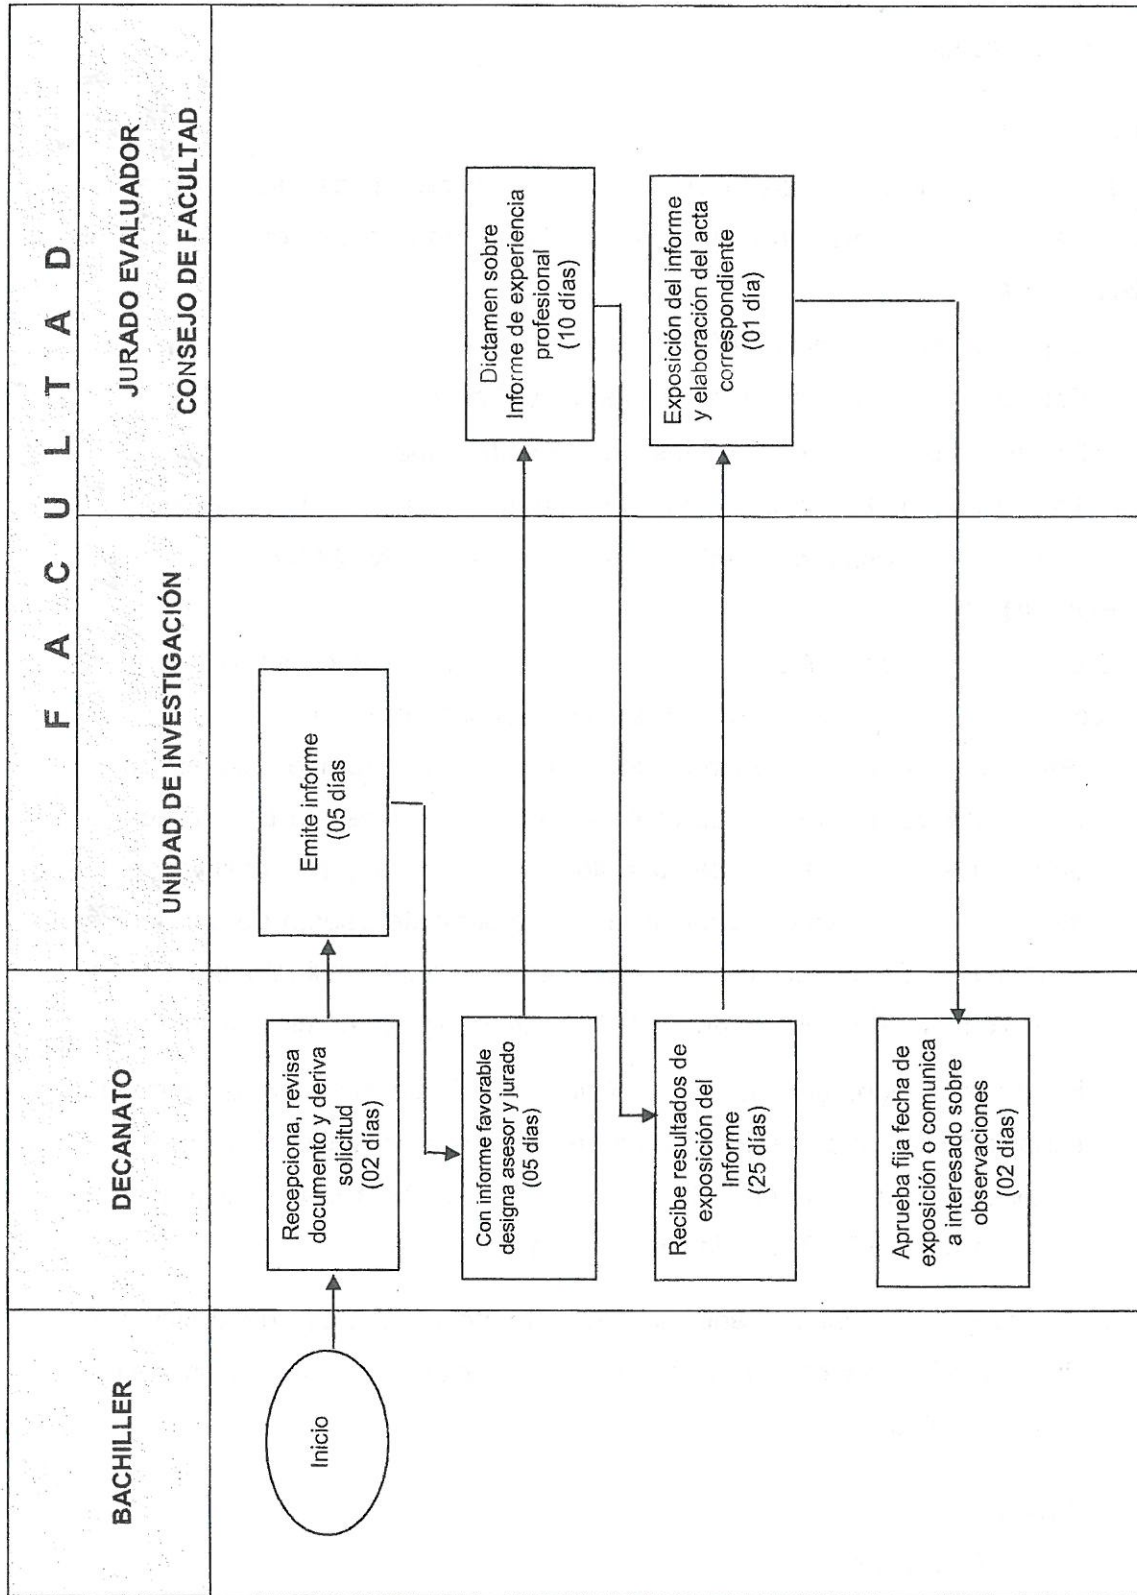 F A C U L T A D
BACHILLER
DECANATO
UNIDAD DE INVESTIGACIÓN
JURADO EVALUADOR
CONSEJO DE FACULTAD
Inicio
Recepciona, revisa
documento y deriva
solicitud
(02 días)
Emite informe
(05 días
Con informe favorable
designa asesor y jurado
(05 días)
Dictamen sobre
Informe de experiencia
profesional
(10 días)
Recibe resultados de
exposición del
Informe
(25 días)
Exposición del informe
y elaboración del acta
correspondiente
(01 día)
Aprueba fija fecha de
exposición o comunica
a interesado sobre
observaciones
(02 días)